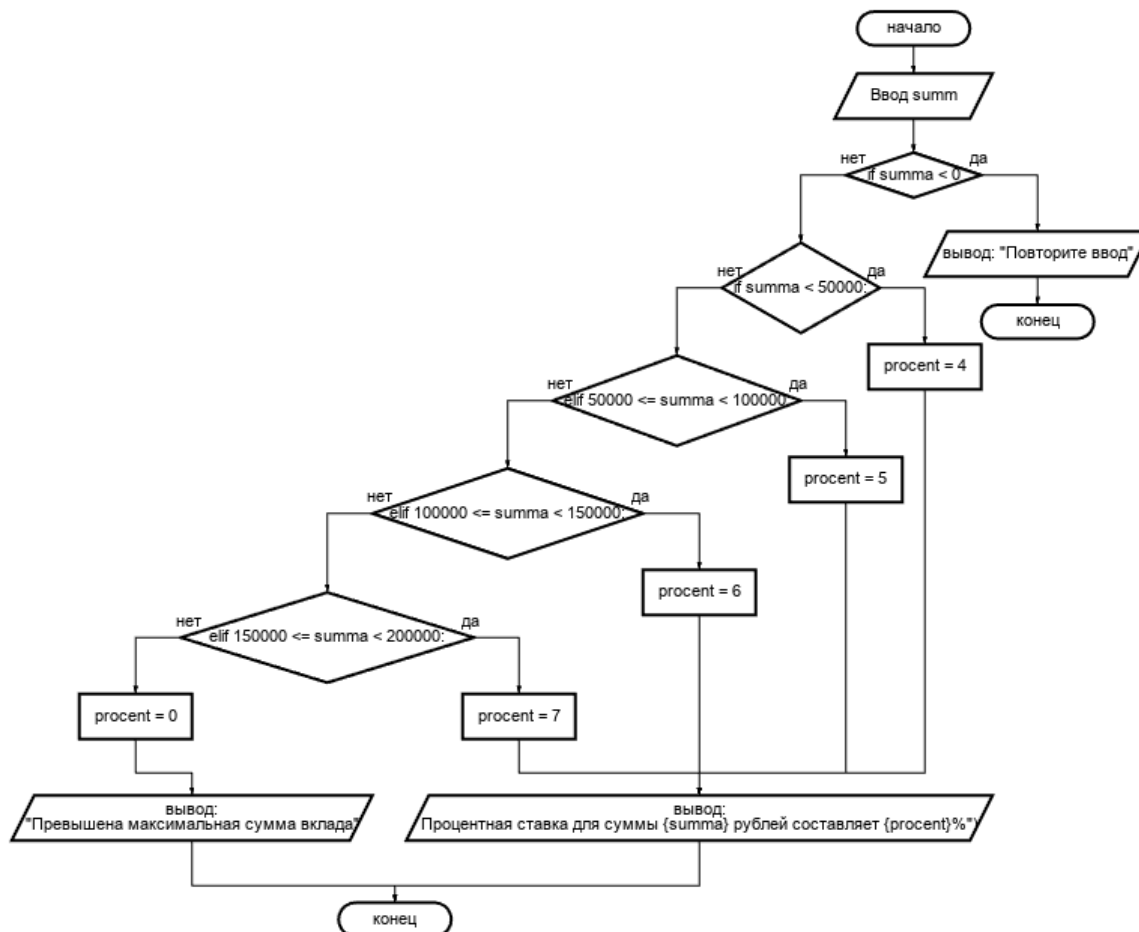 начало
Ввод summ
нет
да
if summa < 0
вывод: "Повторите ввод"
конец
нет
да
if summa < 50000:
procent = 4
нет
да
elif 50000 <= summa < 100000
procent = 5
нет
да
elif 100000 <= summa < 150000:
procent = 6
нет
да
elif 150000 <= summa < 200000:
procent = 0
procent = 7
вывод:
"Превышена максимальная сумма вклада"
вывод:
Процентная ставка для суммы {summa} рублей составляет {procent}%")
конец